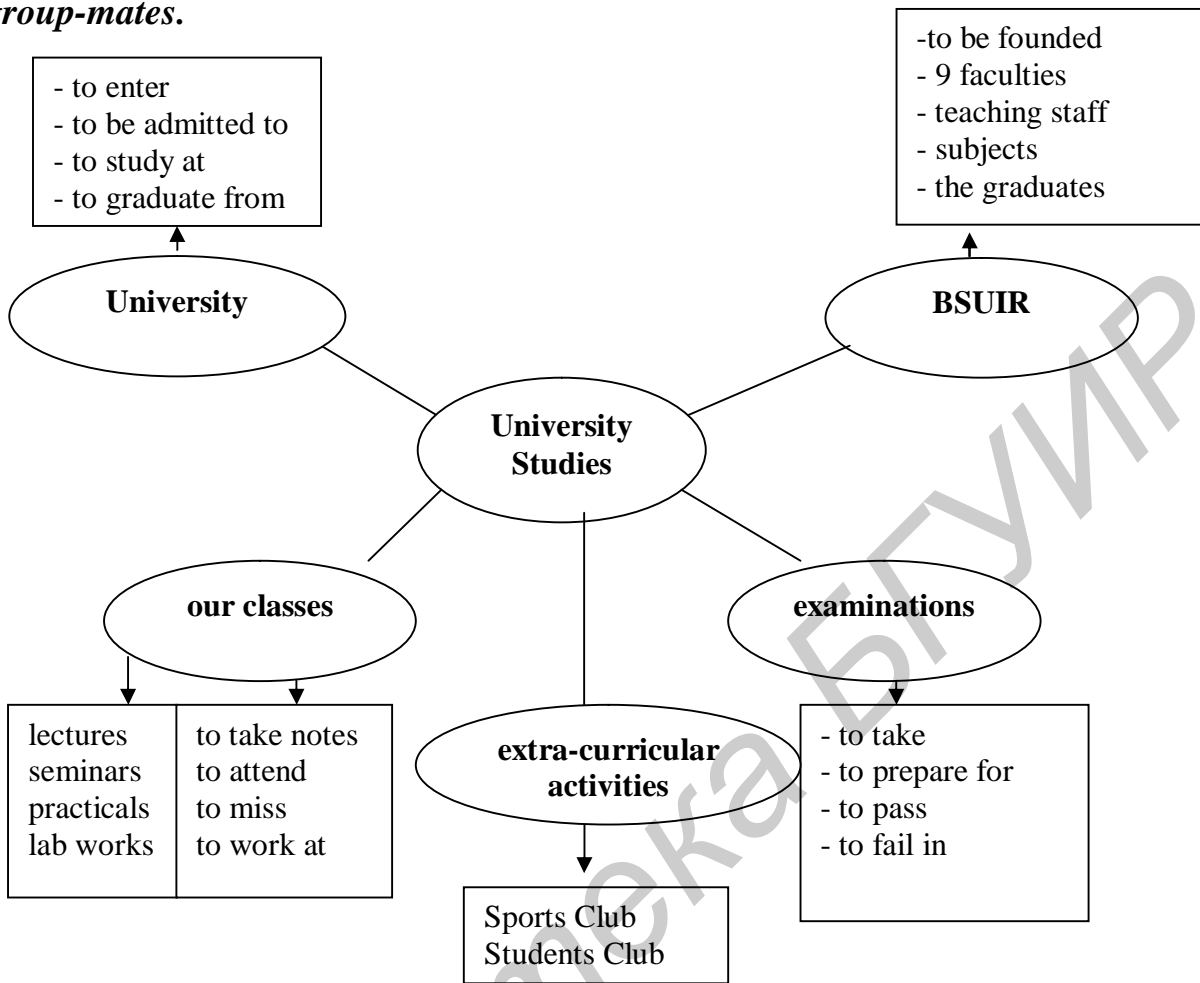 group-mates.
- to enter
- to be admitted to
- to study at
- to graduate from
-to be founded
- 9 faculties
- teaching staff
- subjects
- the graduates
University
BSUIR
University
Studies
our classes
examinations
lectures
seminars
practicals
lab works
to take notes
to attend
to miss
to work at
extra-curricular
activities
- to take
- to prepare for
- to pass
- to fail in
Sports Club
Students Club
БГУИР